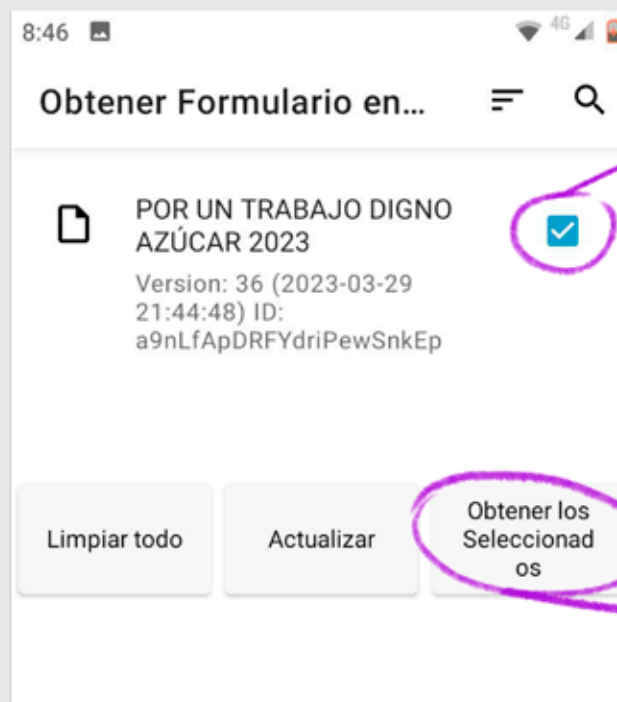 8:46 4G
Obtener Formulario en...
POR UN TRABAJO DIGNO
AZÚCAR 2023
Version: 36 (2023-03-29
21:44:48) ID:
a9nLfApDRFYdriPewSnkEp
Limpiar todo
Actualizar
Obtener los
Seleccionad
os